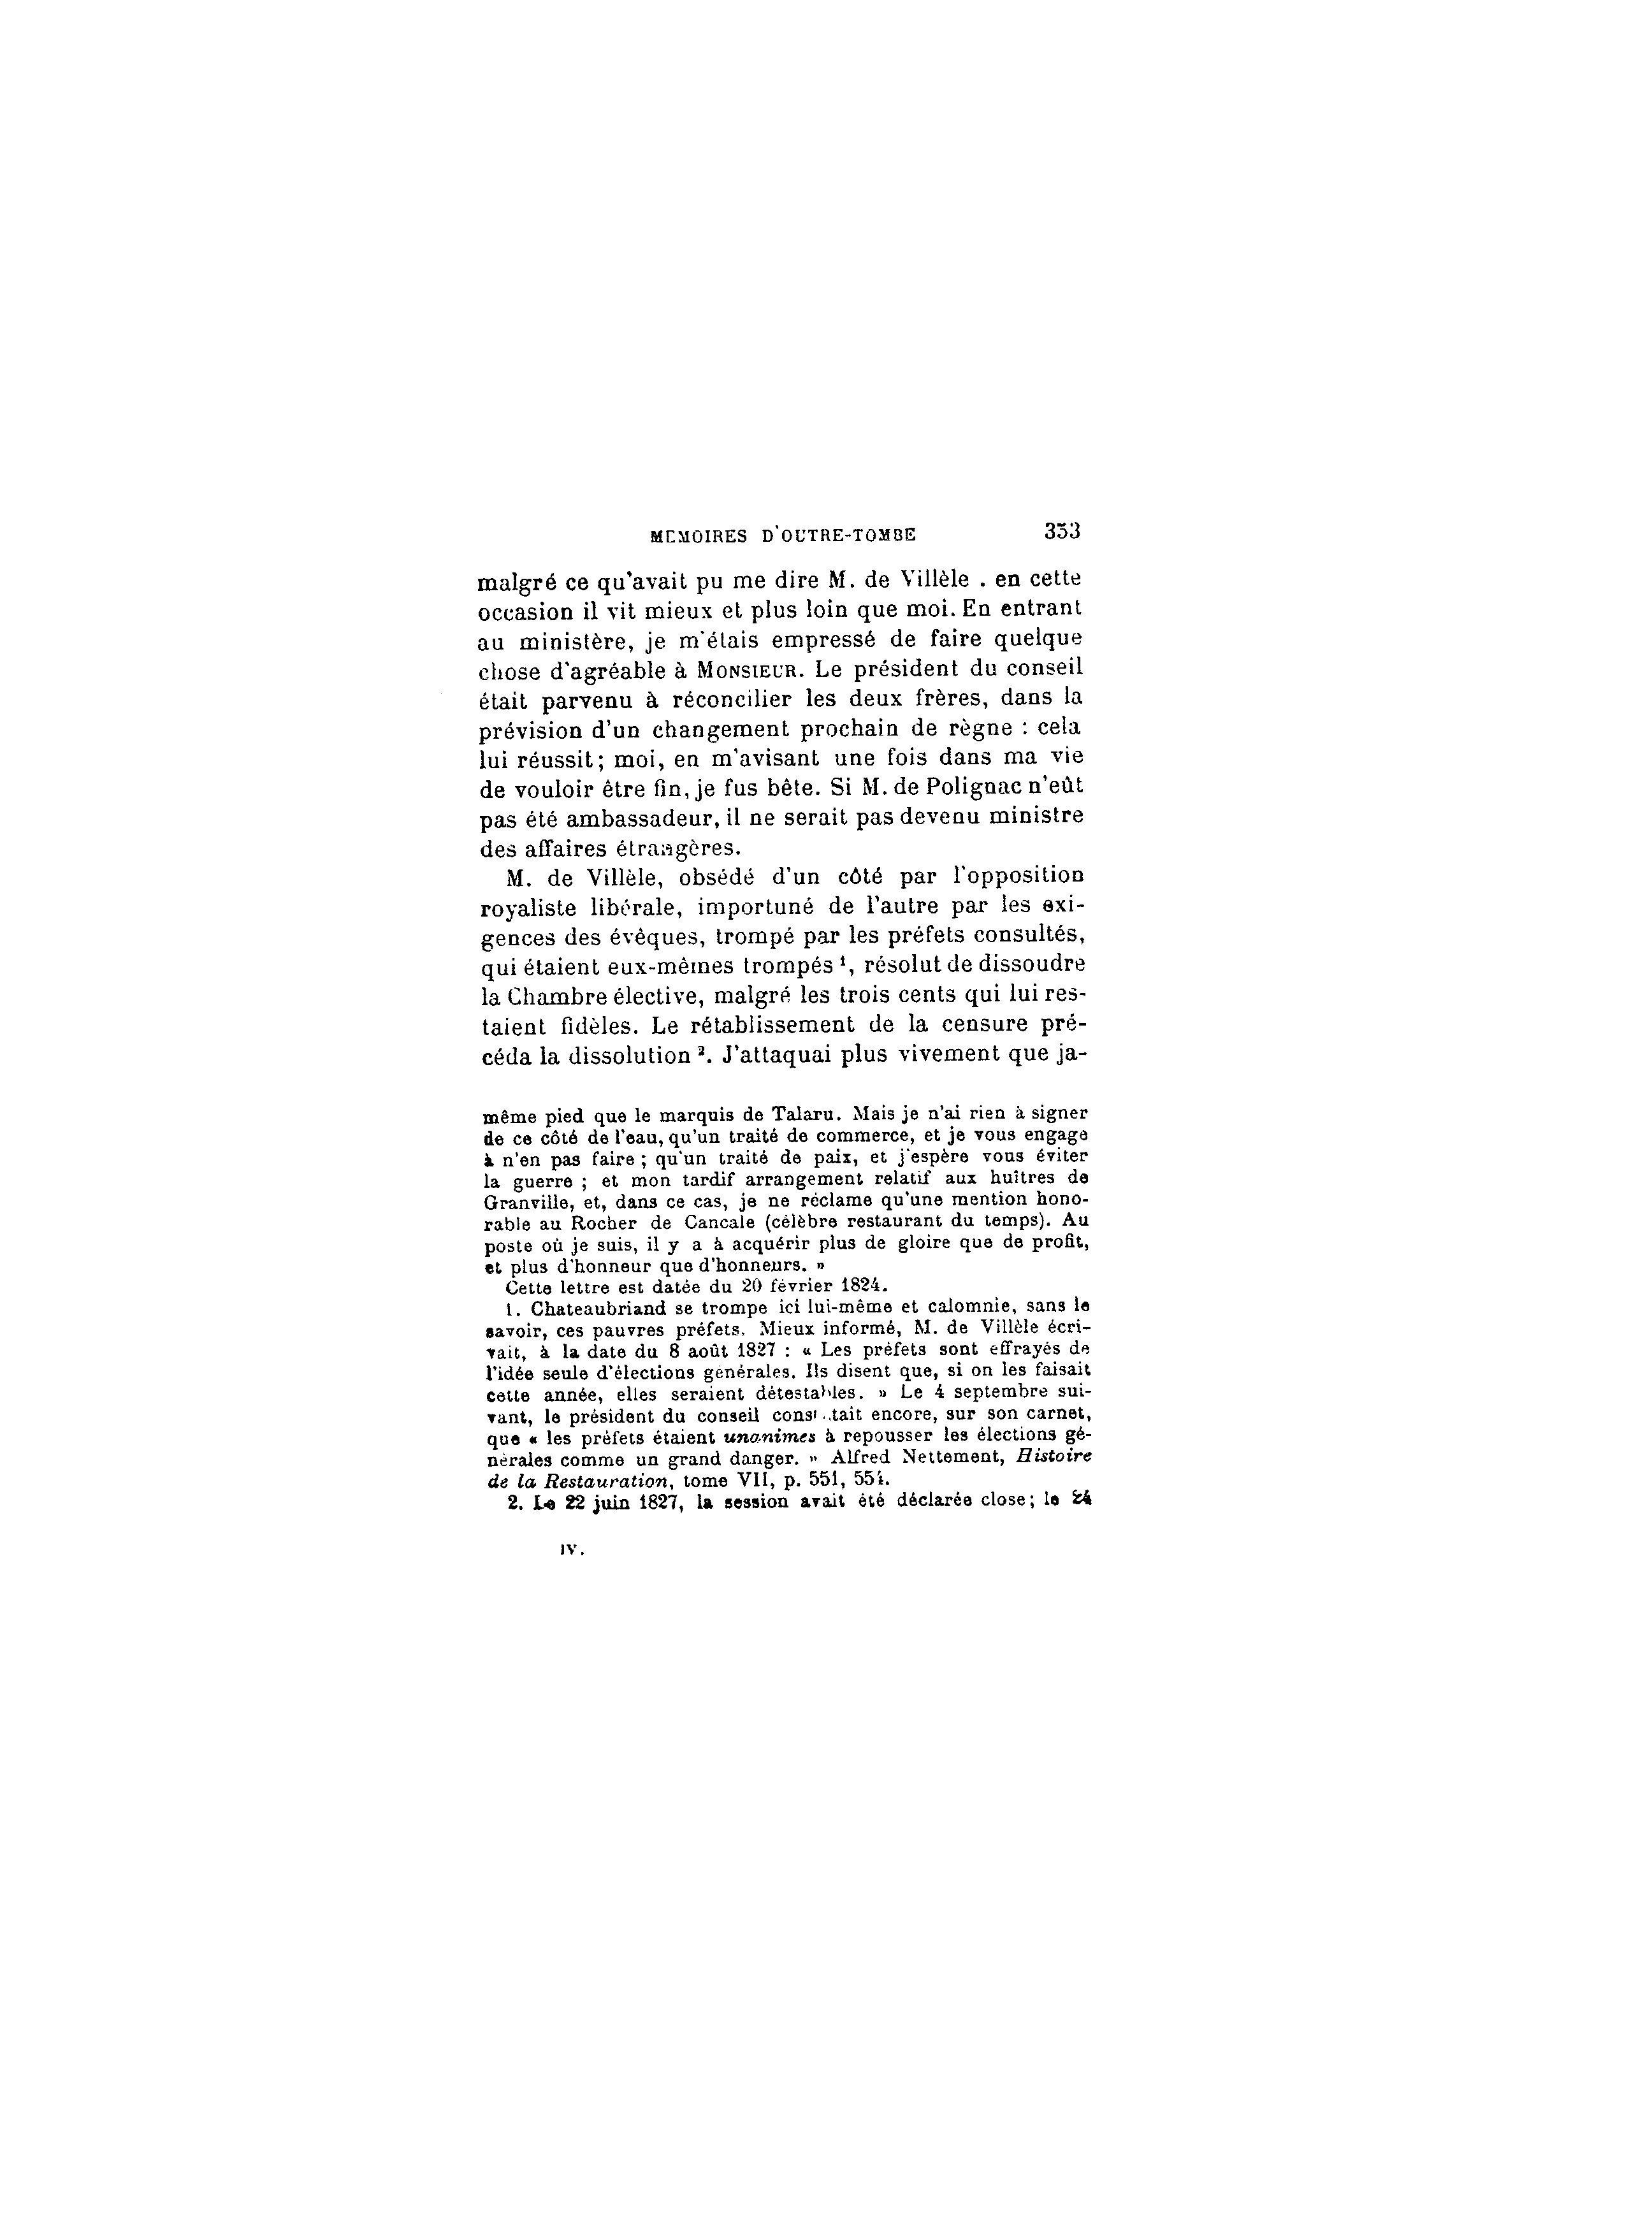 MEMOIRES D'OUTRE-TOMBE 353
malgré ce qu'avait pu me dire M. de Villèle . en cette
occasion il vit mieux et plus loin que moi. En entrant
au ministère, je m'étais empressé de faire quelque
chose d'agréable à MONSIEUR. Le président du conseil
était parvenu à réconcilier les deux frères, dans la
prévision d'un changement prochain de règne : cela
lui réussit; moi, en m'avisant une fois dans ma vie
de vouloir être fin, je fus bête. Si M. de Polignac n'eût
pas été ambassadeur, il ne serait pas devenu ministre
des affaires étrangères.
M. de Villèle, obsédé d'un côté par l'opposition
royaliste libérale, importuné de l'autre par les exi-
gences des évêques, trompé par les préfets consultés,
qui étaient eux-mêmes trompés ¹, résolut de dissoudre
la Chambre élective, malgré les trois cents qui lui res-
taient fidèles. Le rétablissement de la censure pré-
céda la dissolution ². J'attaquai plus vivement que ja-
même pied que le marquis de Talaru. Mais je n'ai rien à signer
de ce côté de l'eau, qu'un traité de commerce, et je vous engage
à n'en pas faire ; qu'un traité de paix, et j'espère vous éviter
la guerre ; et mon tardif arrangement relatif aux huîtres de
Granville, et, dans ce cas, je ne réclame qu'une mention hono-
rable au Rocher de Cancale (célèbre restaurant du temps). Au
poste où je suis, il y a à acquérir plus de gloire que de profit,
et plus d'honneur que d'honneurs. »
Cette lettre est datée du 20 février 1824.
1. Chateaubriand se trompe ici lui-même et calomnie, sans le
savoir, ces pauvres préfets. Mieux informé, M. de Villèle écri-
vait, à la date du 8 août 1827 : « Les préfets sont effrayés de
l'idée seule d'élections générales. Ils disent que, si on les faisait
cette année, elles seraient détestables. » Le 4 septembre sui-
vant, le président du conseil constatait encore, sur son carnet,
que « les préfets étaient unanimes à repousser les élections gé-
nérales comme un grand danger. » Alfred Nettement, Histoire
de la Restauration, tome VII, p. 551, 554.
2. Le 22 juin 1827, la session avait été déclarée close; le 24
IV.